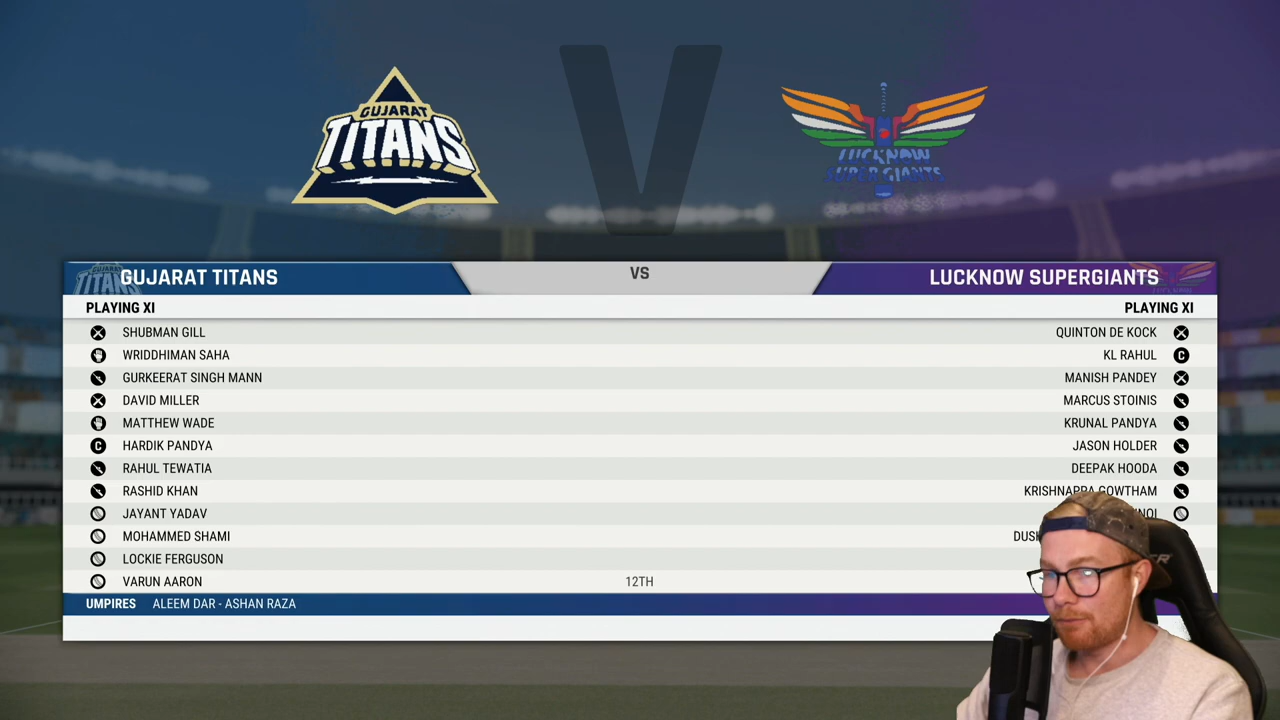 GUJARAT
TITANS
V
LUCKNOW
SUPER GIANTS
GUJARAT TITANS
VS
LUCKNOW SUPERGIANTS
PLAYING XI
PLAYING XI
SHUBMAN GILL
QUINTON DE KOCK
WRIDDHIMAN SAHA
KL RAHUL
C
GURKEERAT SINGH MANN
MANISH PANDEY
DAVID MILLER
MARCUS STOINIS
MATTHEW WADE
KRUNAL PANDYA
C
HARDIK PANDYA
JASON HOLDER
RAHUL TEWATIA
DEEPAK HOODA
RASHID KHAN
KRISHNAPPA GOWTHAM
JAYANT YADAV
MOHAMMED SHAMI
LOCKIE FERGUSON
VARUN AARON
12TH
UMPIRES ALEEM DAR - ASHAN RAZA